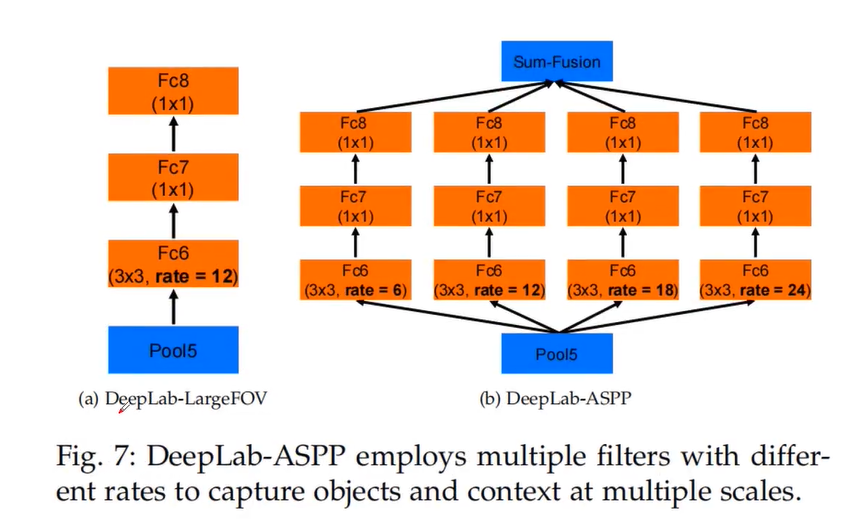 Fc8
(1x1)
Fc7
(1x1)
Fc6
(3x3, rate = 12)
Pool5
(a) DeepLab-LargeFOV
Sum-Fusion
Fc8
(1x1)
Fc8
(1x1)
Fc8
(1x1)
Fc8
(1x1)
Fc7
(1x1)
Fc7
(1x1)
Fc7
(1x1)
Fc7
(1x1)
Fc6
(3x3, rate = 6)
Fc6
(3x3, rate = 12)
Fc6
(3x3, rate = 18)
Fc6
(3x3, rate = 24)
Pool5
(b) DeepLab-ASPP
Fig. 7: DeepLab-ASPP employs multiple filters with differ-
ent rates to capture objects and context at multiple scales.